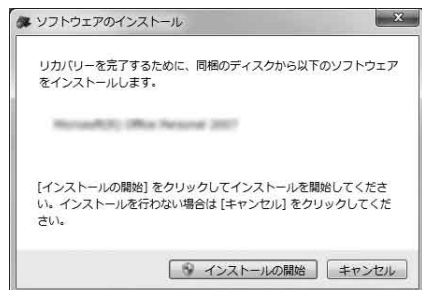 ソフトウェアのインストール
リカバリーを完了するために、同梱のディスクから以下のソフトウェア
をインストールします。
Microsoft(R) Office Personal 2007
[インストールの開始] をクリックしてインストールを開始してくださ
い。インストールを行わない場合は [キャンセル] をクリックしてくだ
さい。
インストールの開始 キャンセル